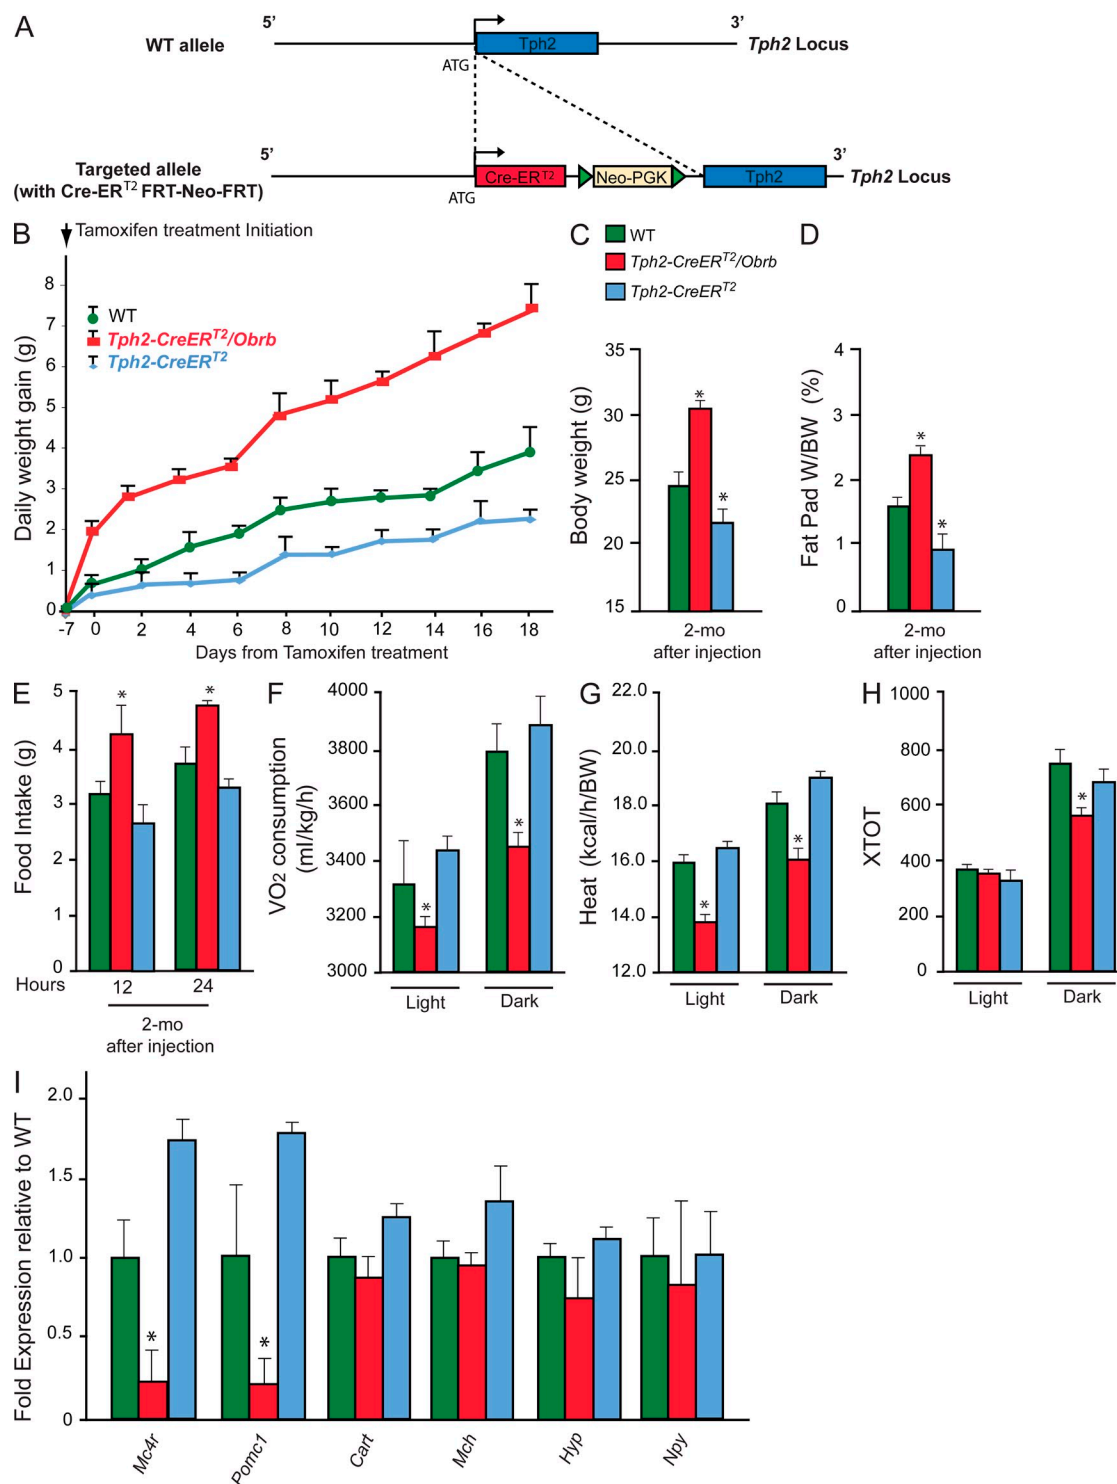 A
5’
3’
WT allele
Tph2
Tph2 Locus
ATG
5’
3’
Targeted allele
(with Cre-ERT2 FRT-Neo-FRT)
Cre-ERT2
Neo-PGK
Tph2
Tph2 Locus
ATG
B
Tamoxifen treatment Initiation
Daily weight gain (g)
8
7
6
5
4
3
2
1
0
WT
Tph2-CreERT2/Obrb
Tph2-CreERT2
-7 0 2 4 6 8 10 12 14 16 18
Days from Tamoxifen treatment
C
WT
Tph2-CreERT2/Obrb
Tph2-CreERT2
Body weight (g)
35
30
25
20
15
*
*
2-mo
after injection
D
Fat Pad W/BW (%)
4
3
2
1
0
*
*
2-mo
after injection
E
Food Intake (g)
5
4
3
2
1
0
*
*
Hours 12 24
2-mo
after injection
F
VO2 consumption
(ml/kg/h)
4000
3800
3600
3400
3200
3000
*
*
Light Dark
G
Heat (kcal/h/BW)
22.0
20.0
18.0
16.0
14.0
12.0
*
*
Light Dark
H
XTOT
1000
800
600
400
200
0
*
Light Dark
I
Fold Expression relative to WT
2.0
1.5
1.0
0.5
0
*
*
Mc4r Pomc1 Cart Mch Hyp Npy